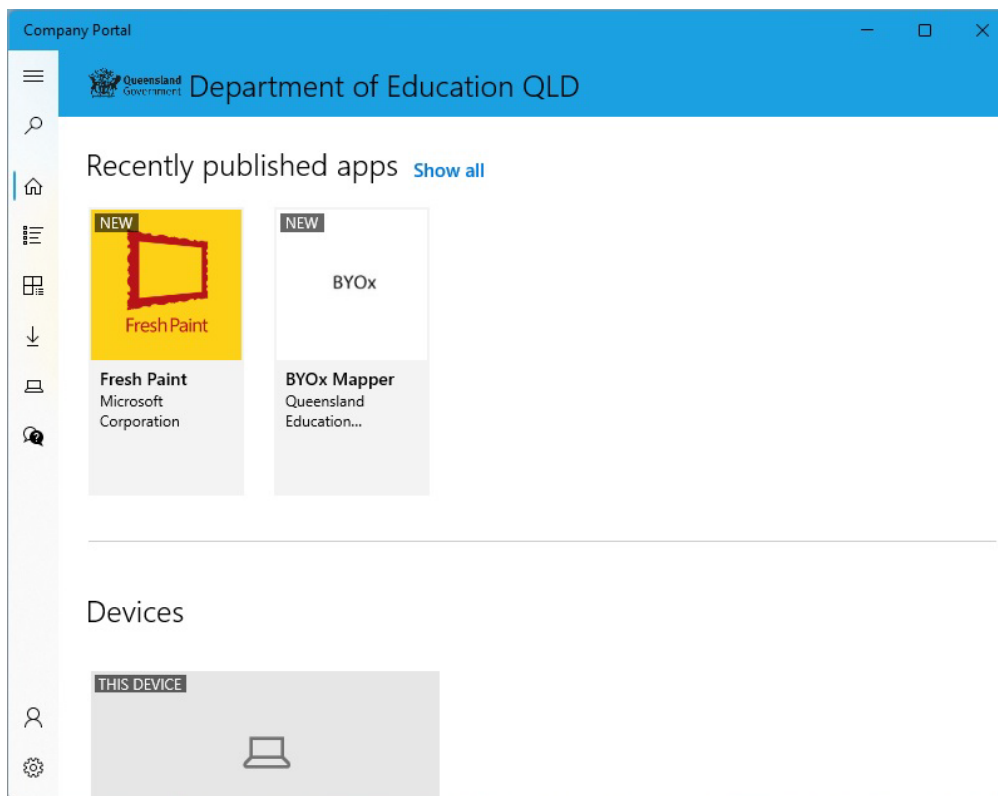 Company Portal
Queensland
Government
Department of Education QLD
Recently published apps Show all
NEW
Fresh Paint
Fresh Paint
Microsoft
Corporation
NEW
BYOx
BYOx Mapper
Queensland
Education...
Devices
THIS DEVICE